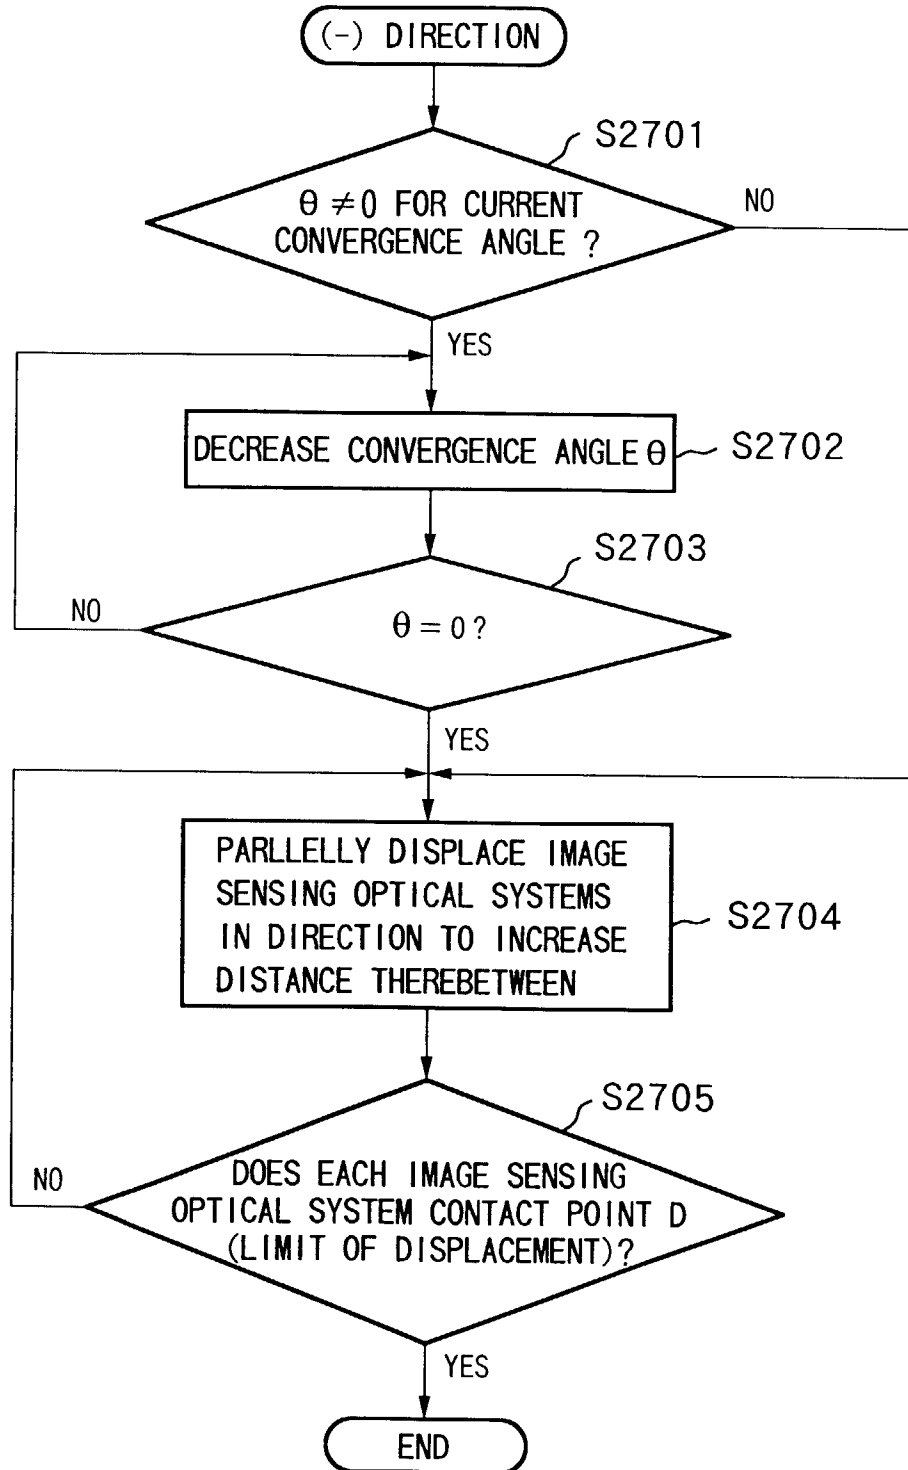 (-) DIRECTION
S2701
θ ≠ 0 FOR CURRENT
CONVERGENCE ANGLE ?
NO
YES
DECREASE CONVERGENCE ANGLE θ
S2702
S2703
θ = 0 ?
NO
YES
PARLLELLY DISPLACE IMAGE
SENSING OPTICAL SYSTEMS
IN DIRECTION TO INCREASE
DISTANCE THEREBETWEEN
S2704
S2705
DOES EACH IMAGE SENSING
OPTICAL SYSTEM CONTACT POINT D
(LIMIT OF DISPLACEMENT)?
NO
YES
END